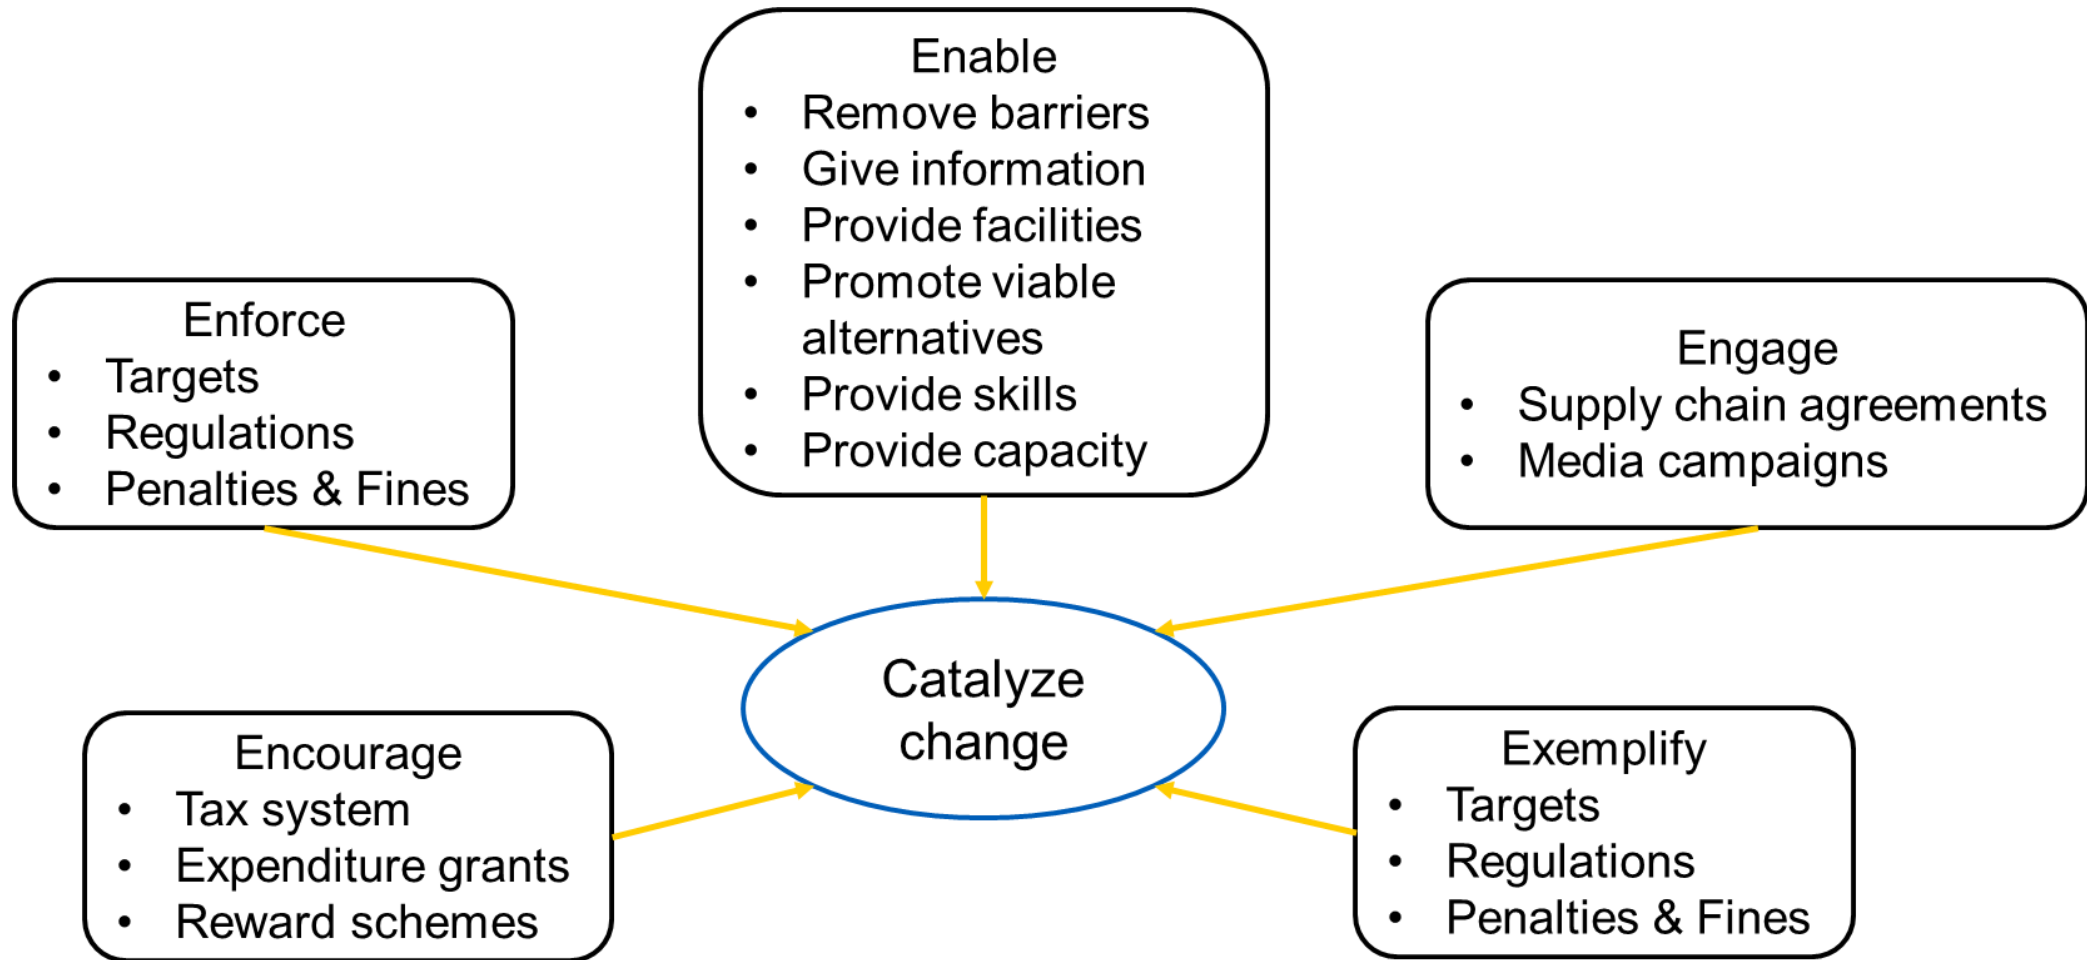 Enable
• Remove barriers
• Give information
• Provide facilities
• Promote viable
alternatives
• Provide skills
• Provide capacity
Enforce
• Targets
• Regulations
• Penalties & Fines
Engage
• Supply chain agreements
• Media campaigns
Catalyze
change
Encourage
• Tax system
• Expenditure grants
• Reward schemes
Exemplify
• Targets
• Regulations
• Penalties & Fines